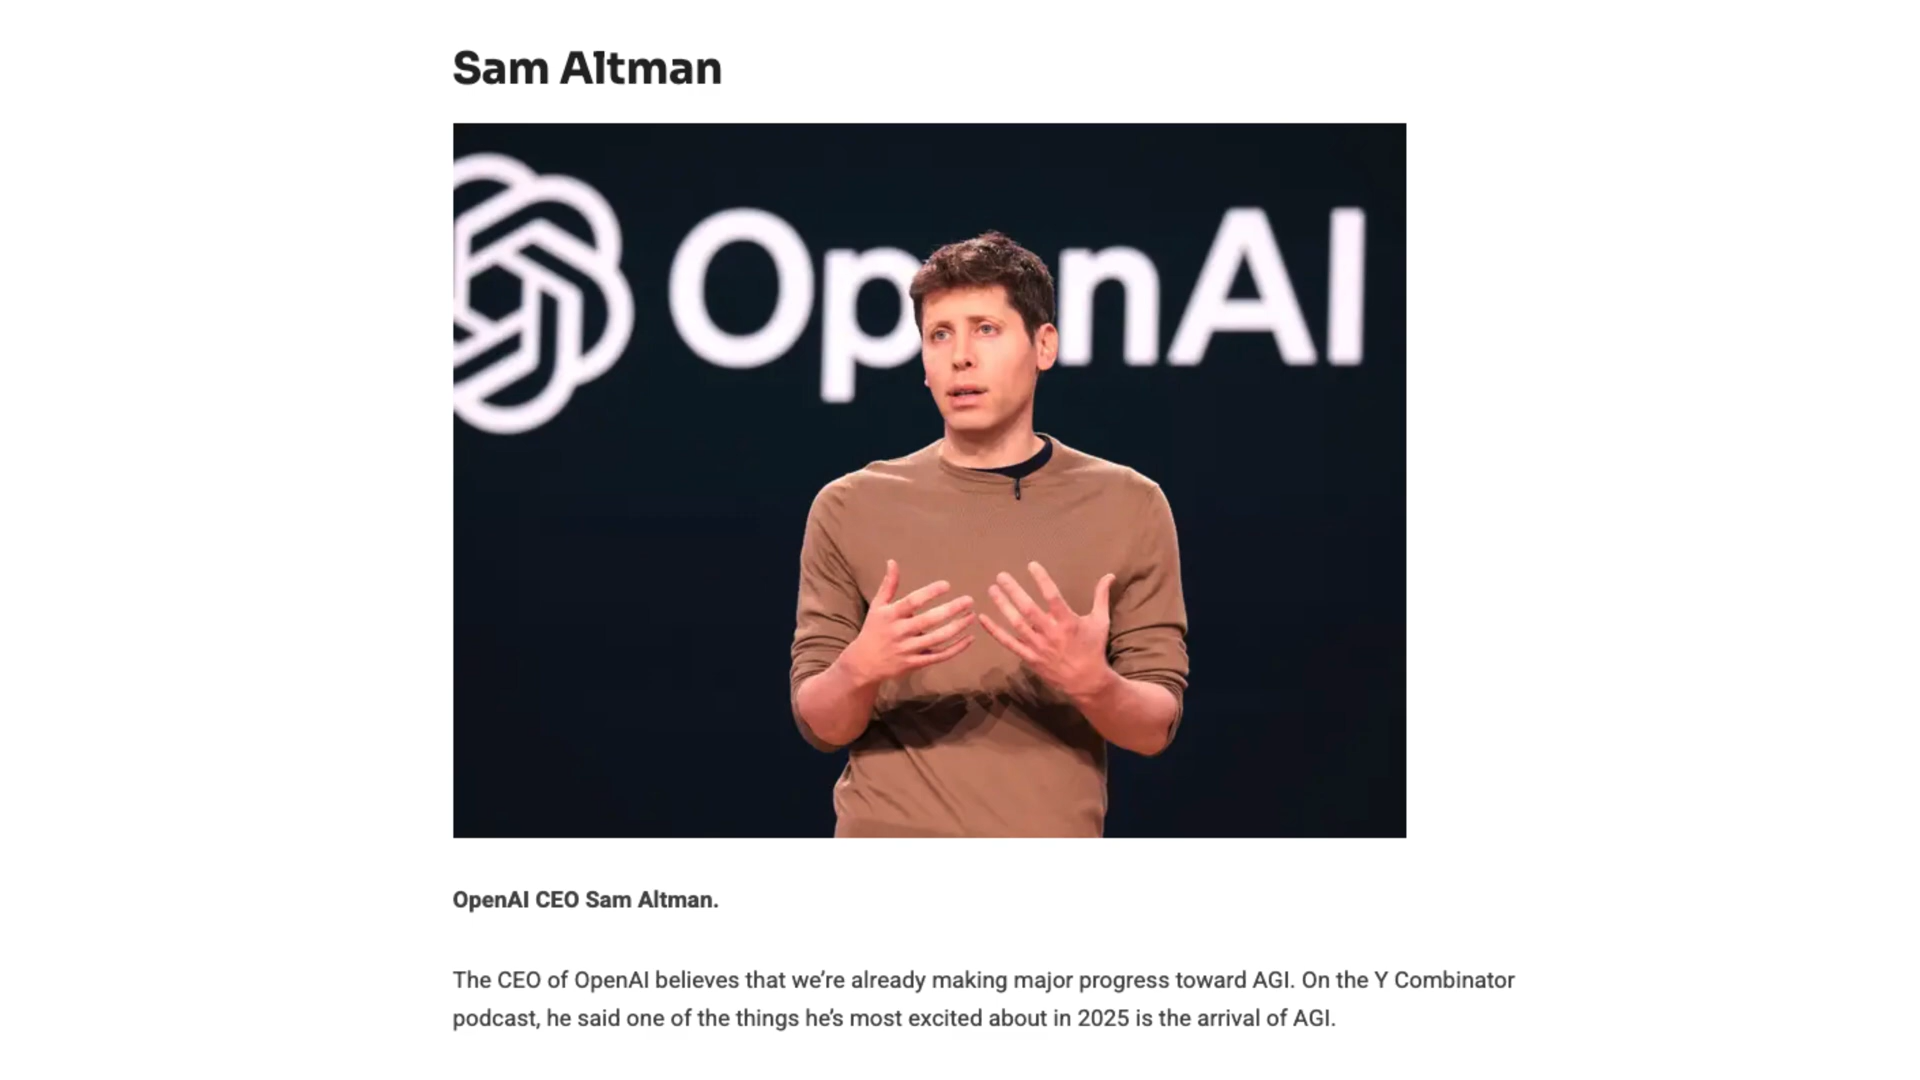 Sam Altman
OpenAI
OpenAI CEO Sam Altman.
The CEO of OpenAI believes that we’re already making major progress toward AGI. On the Y Combinator
podcast, he said one of the things he’s most excited about in 2025 is the arrival of AGI.